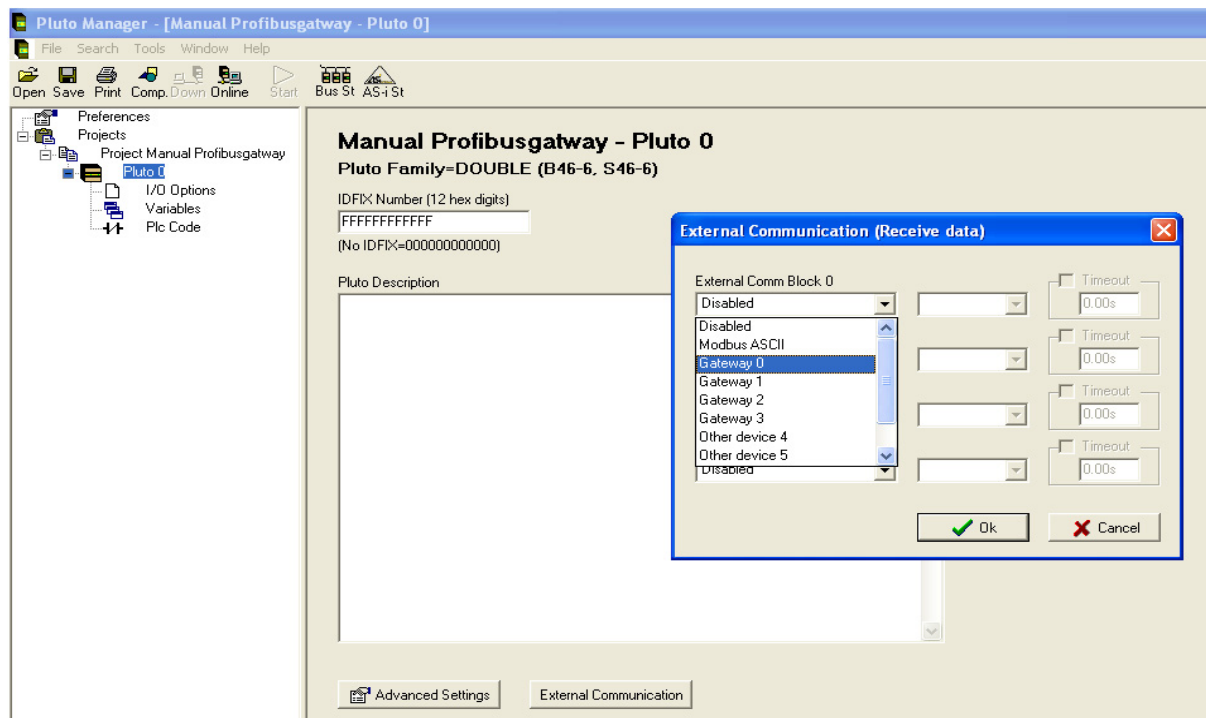 Pluto Manager - [Manual Profibusgatway - Pluto 0]
File Search Tools Window Help
Open Save Print Comp. Down Online Start Bus St AS-i St
Preferences
Projects
Project Manual Profibusgatway
Pluto 0
I/O Options
Variables
Plc Code
Manual Profibusgatway - Pluto 0
Pluto Family=DOUBLE (B46-6, S46-6)
IDFIX Number (12 hex digits)
FFFFFFFFFFFF
(No IDFIX=000000000000)
Pluto Description
Advanced Settings
External Communication
External Communication (Receive data)
External Comm Block 0
Disabled
Timeout
0.00s
Disabled
Modbus ASCII
Gateway 0
Gateway 1
Gateway 2
Gateway 3
Other device 4
Other device 5
Timeout
0.00s
Timeout
0.00s
Disabled
Timeout
0.00s
Ok
Cancel